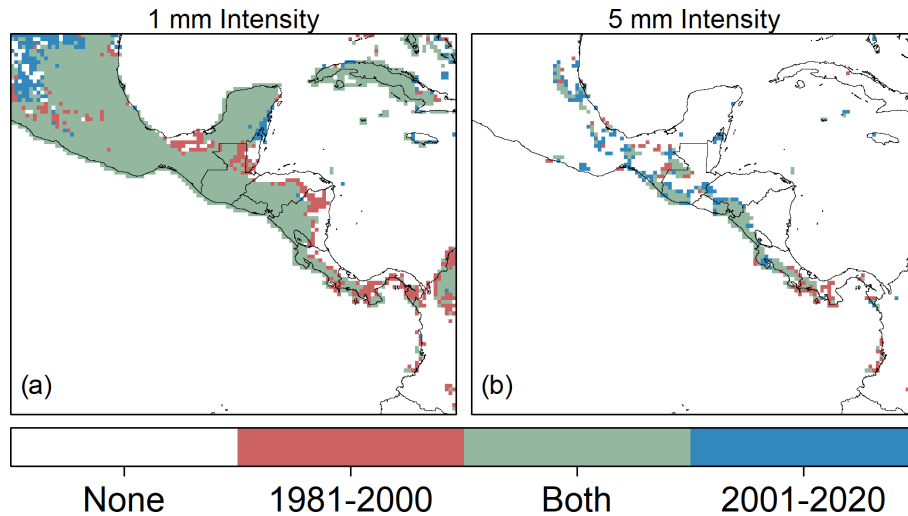 1 mm Intensity
5 mm Intensity
(a)
(b)
None
1981-2000
Both
2001-2020